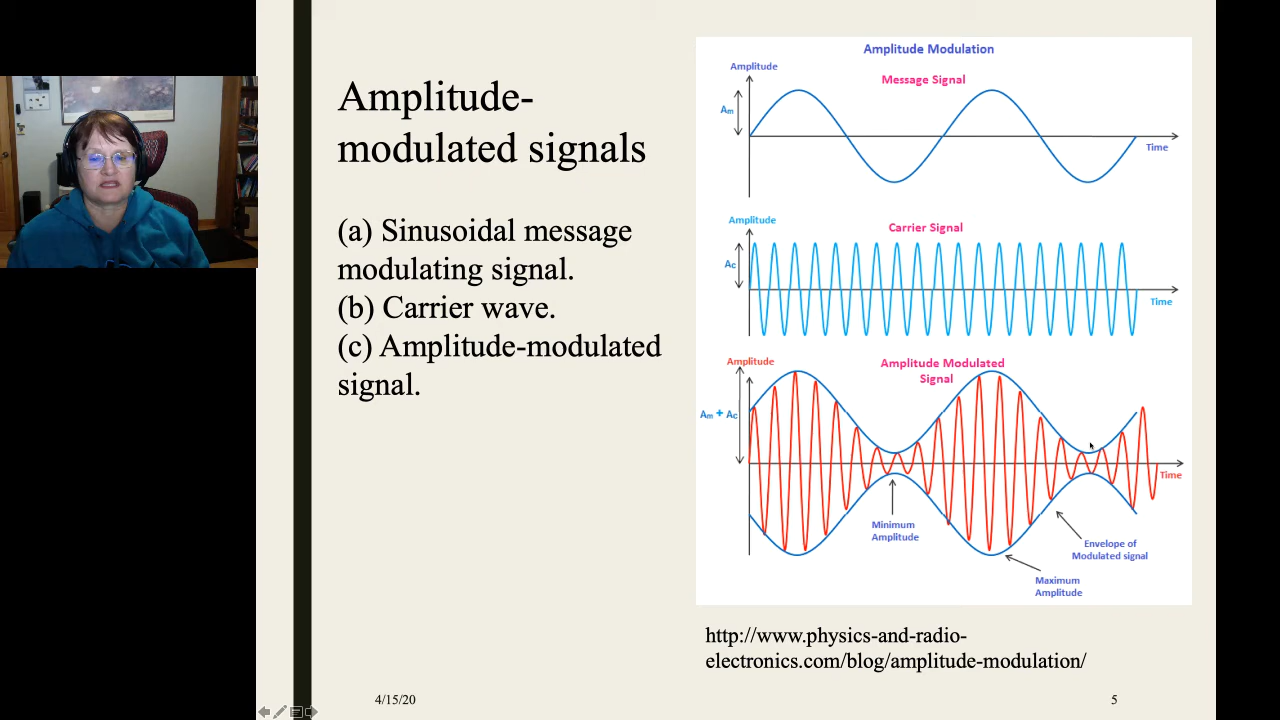 Amplitude-
modulated signals
(a) Sinusoidal message
modulating signal.
(b) Carrier wave.
(c) Amplitude-modulated
signal.
Amplitude Modulation
Amplitude
Message Signal
Am
Time
Amplitude
Carrier Signal
Ac
Time
Amplitude
Amplitude Modulated
Signal
Am + Ac
Time
Minimum
Amplitude
Envelope of
Modulated signal
Maximum
Amplitude
http://www.physics-and-radio-
electronics.com/blog/amplitude-modulation/
4/15/20
5